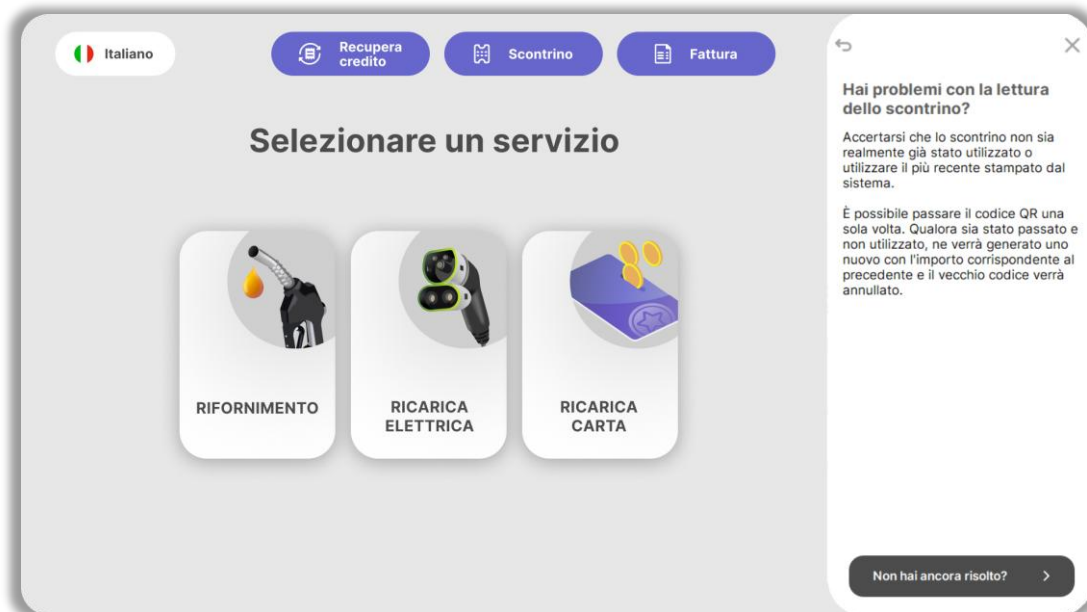 Italiano
Recupera
credito
Scontrino
Fattura
Selezionare un servizio
RIFORNIMENTO
RICARICA
ELETTRICA
RICARICA
CARTA
Hai problemi con la lettura
dello scontrino?
Accertarsi che lo scontrino non sia
realmente già stato utilizzato o
utilizzare il più recente stampato dal
sistema.
È possibile passare il codice QR una
sola volta. Qualora sia stato passato e
non utilizzato, ne verrà generato uno
nuovo con l'importo corrispondente al
precedente e il vecchio codice verrà
annullato.
Non hai ancora risolto?